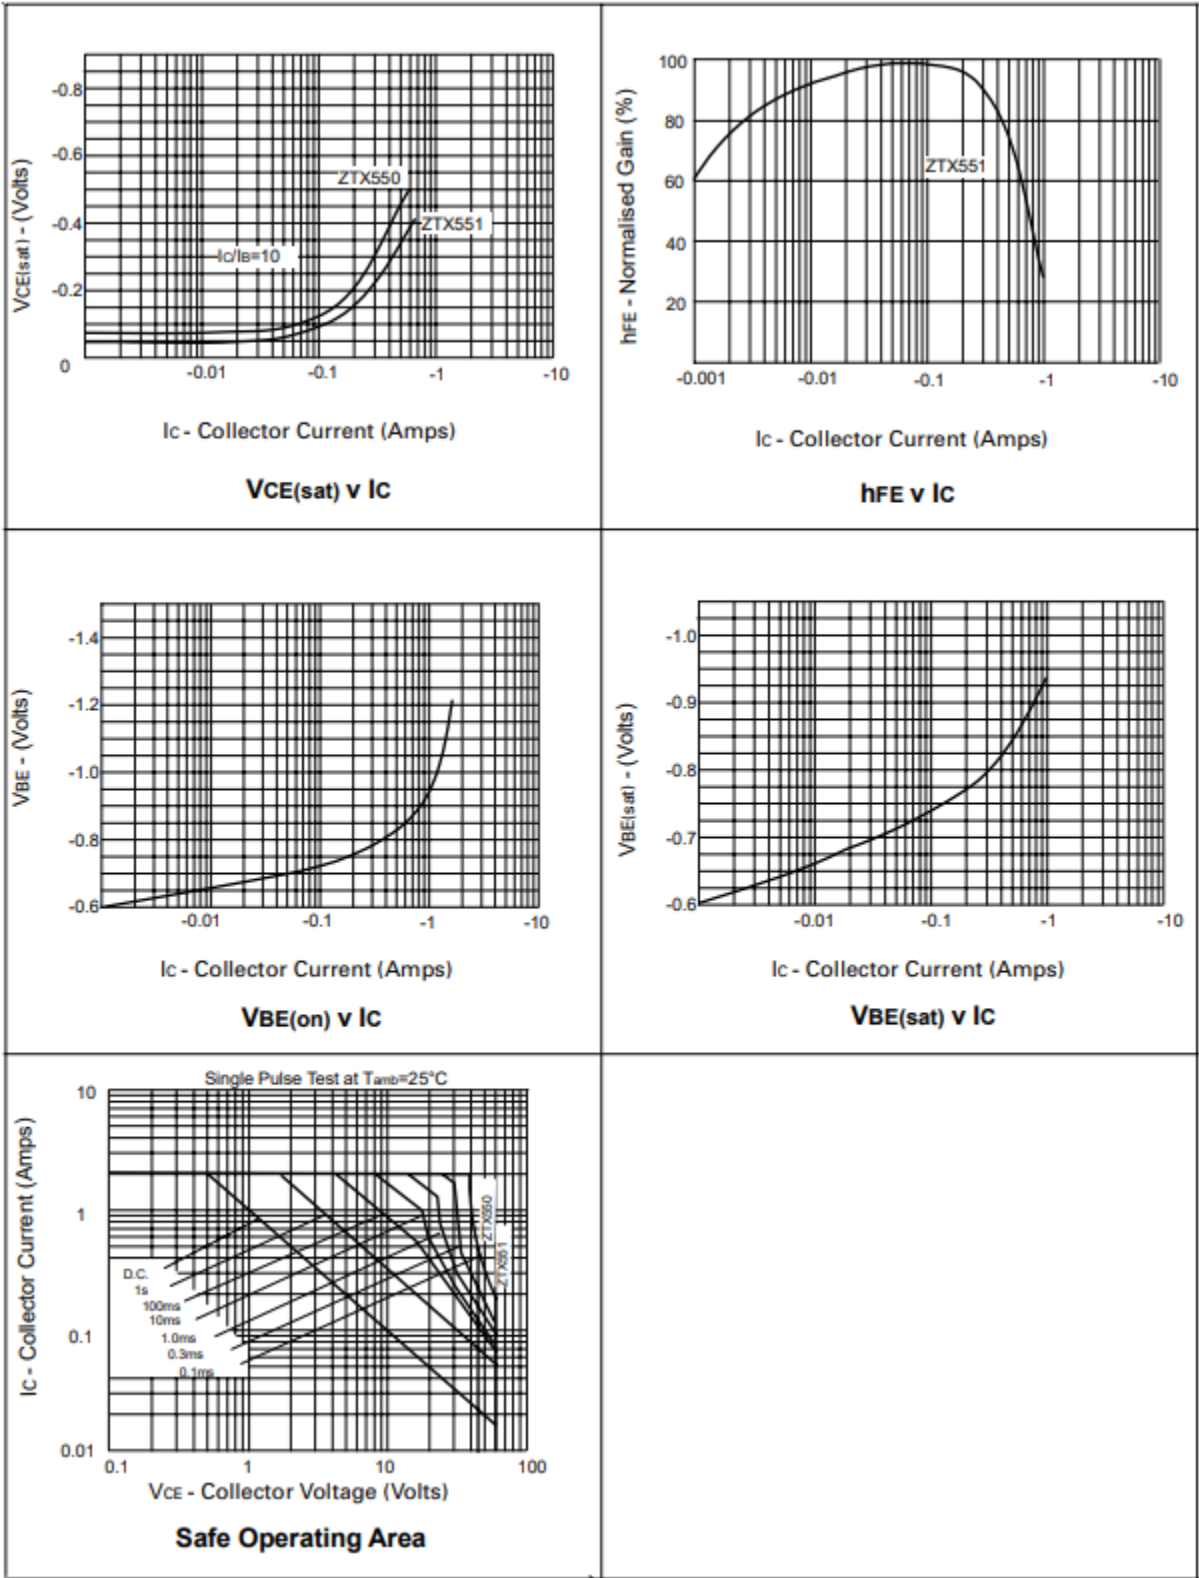 -0.8
-0.6
-0.4
-0.2
0
VCE(sat) - (Volts)
ZTX550
ZTX551
IC/IB=10
-0.01
-0.1
-1
-10
IC - Collector Current (Amps)
VCE(sat) v IC
100
80
60
40
20
hFE - Normalised Gain (%)
ZTX551
-0.001
-0.01
-0.1
-1
-10
IC - Collector Current (Amps)
hFE v IC
-1.4
-1.2
-1.0
-0.8
-0.6
VBE - (Volts)
-0.01
-0.1
-1
-10
IC - Collector Current (Amps)
VBE(on) v IC
-1.0
-0.9
-0.8
-0.7
-0.6
VBE(sat) - (Volts)
-0.01
-0.1
-1
-10
IC - Collector Current (Amps)
VBE(sat) v IC
Single Pulse Test at Tamb=25°C
10
1
0.1
0.01
IC - Collector Current (Amps)
ZTX550
ZTX551
D.C.
1s
100ms
10ms
1.0ms
0.3ms
0.1ms
0.1
1
10
100
VCE - Collector Voltage (Volts)
Safe Operating Area